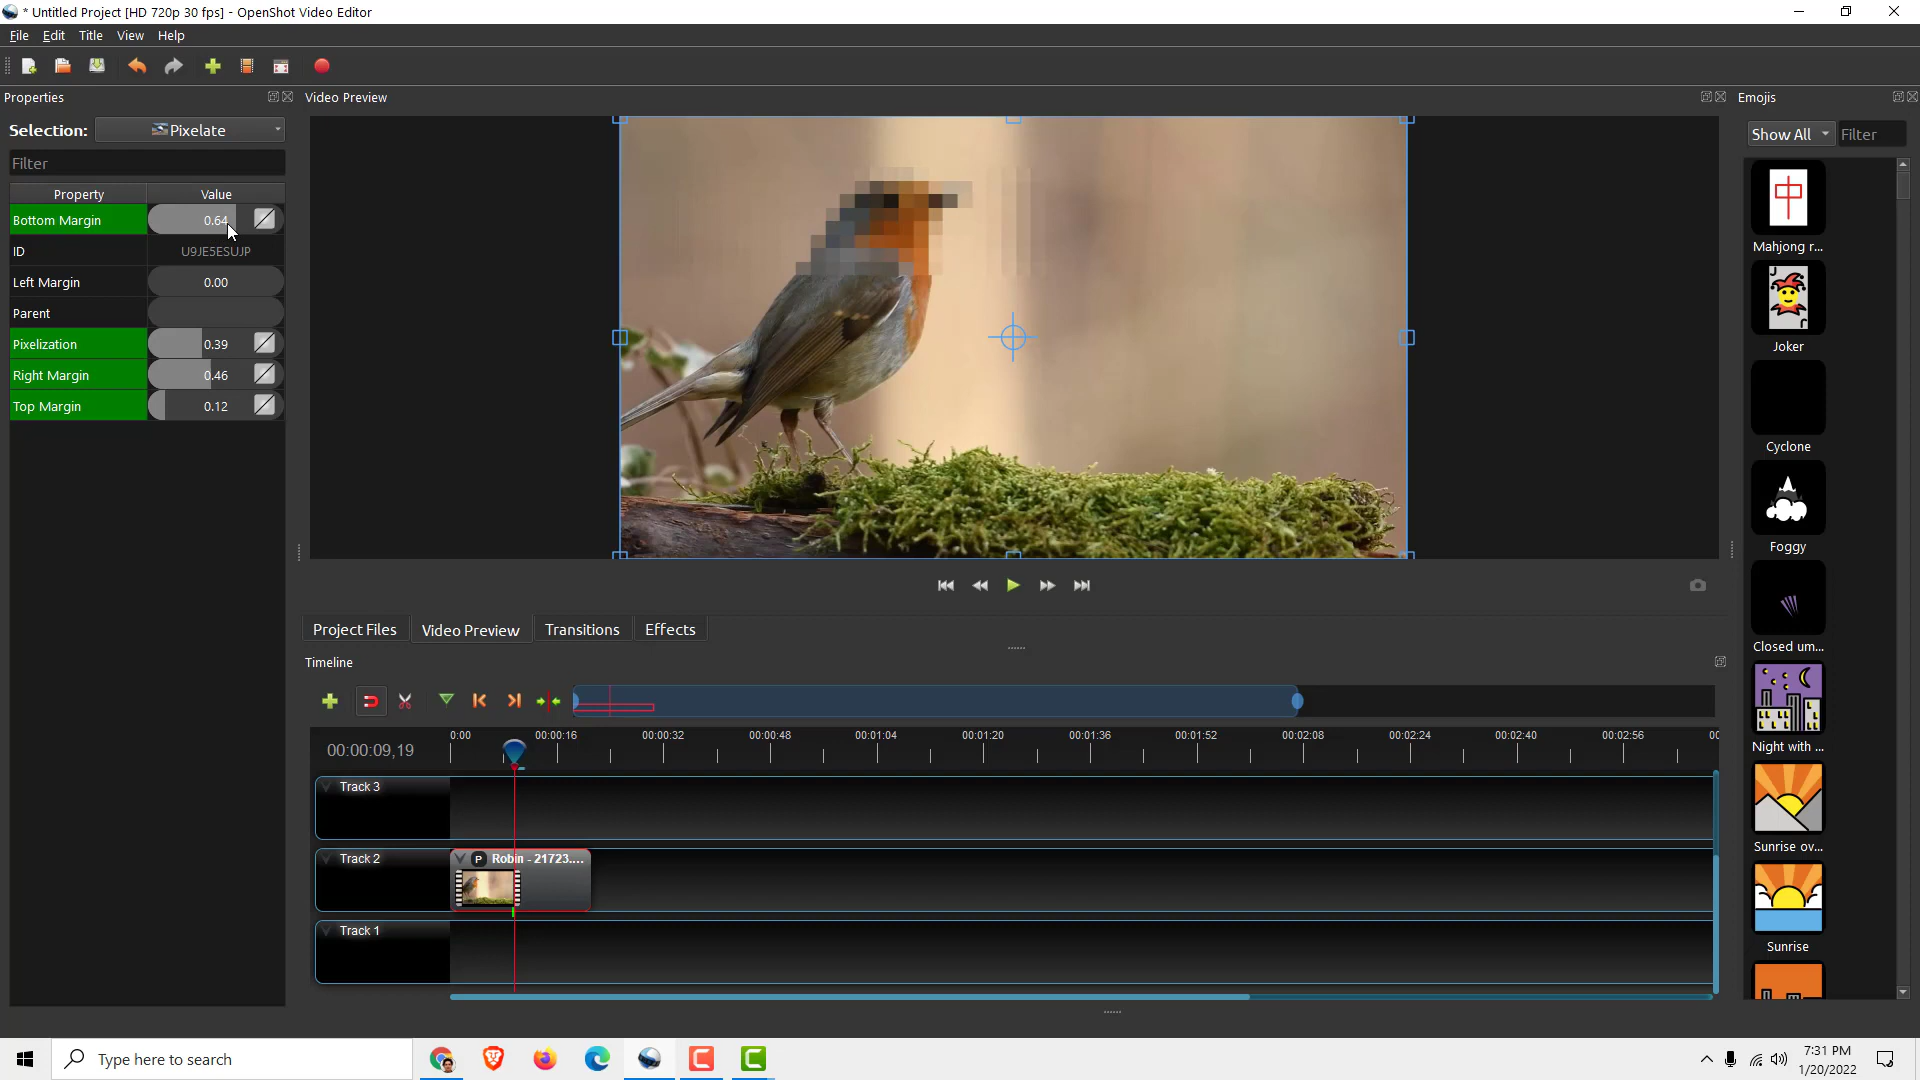 * Untitled Project [HD 720p 30 fps] - OpenShot Video Editor
File Edit Title View Help
Properties
Video Preview
Emojis
Selection: Pixelate
Show All Filter
Filter
Property Value
Bottom Margin 0.64
ID U9JE5ESUJP
Left Margin 0.00
Parent
Pixelization 0.39
Right Margin 0.46
Top Margin 0.12
Mahjong r...
Joker
Cyclone
Foggy
Closed um...
Night with ...
Sunrise ov...
Sunrise
Project Files Video Preview Transitions Effects
Timeline
00:00:09,19
0:00 00:00:16 00:00:32 00:00:48 00:01:04 00:01:20 00:01:36 00:01:52 00:02:08 00:02:24 00:02:40 00:02:56 00
Track 3
Track 2
P Robin - 21723....
Track 1
Type here to search
7:31 PM
1/20/2022